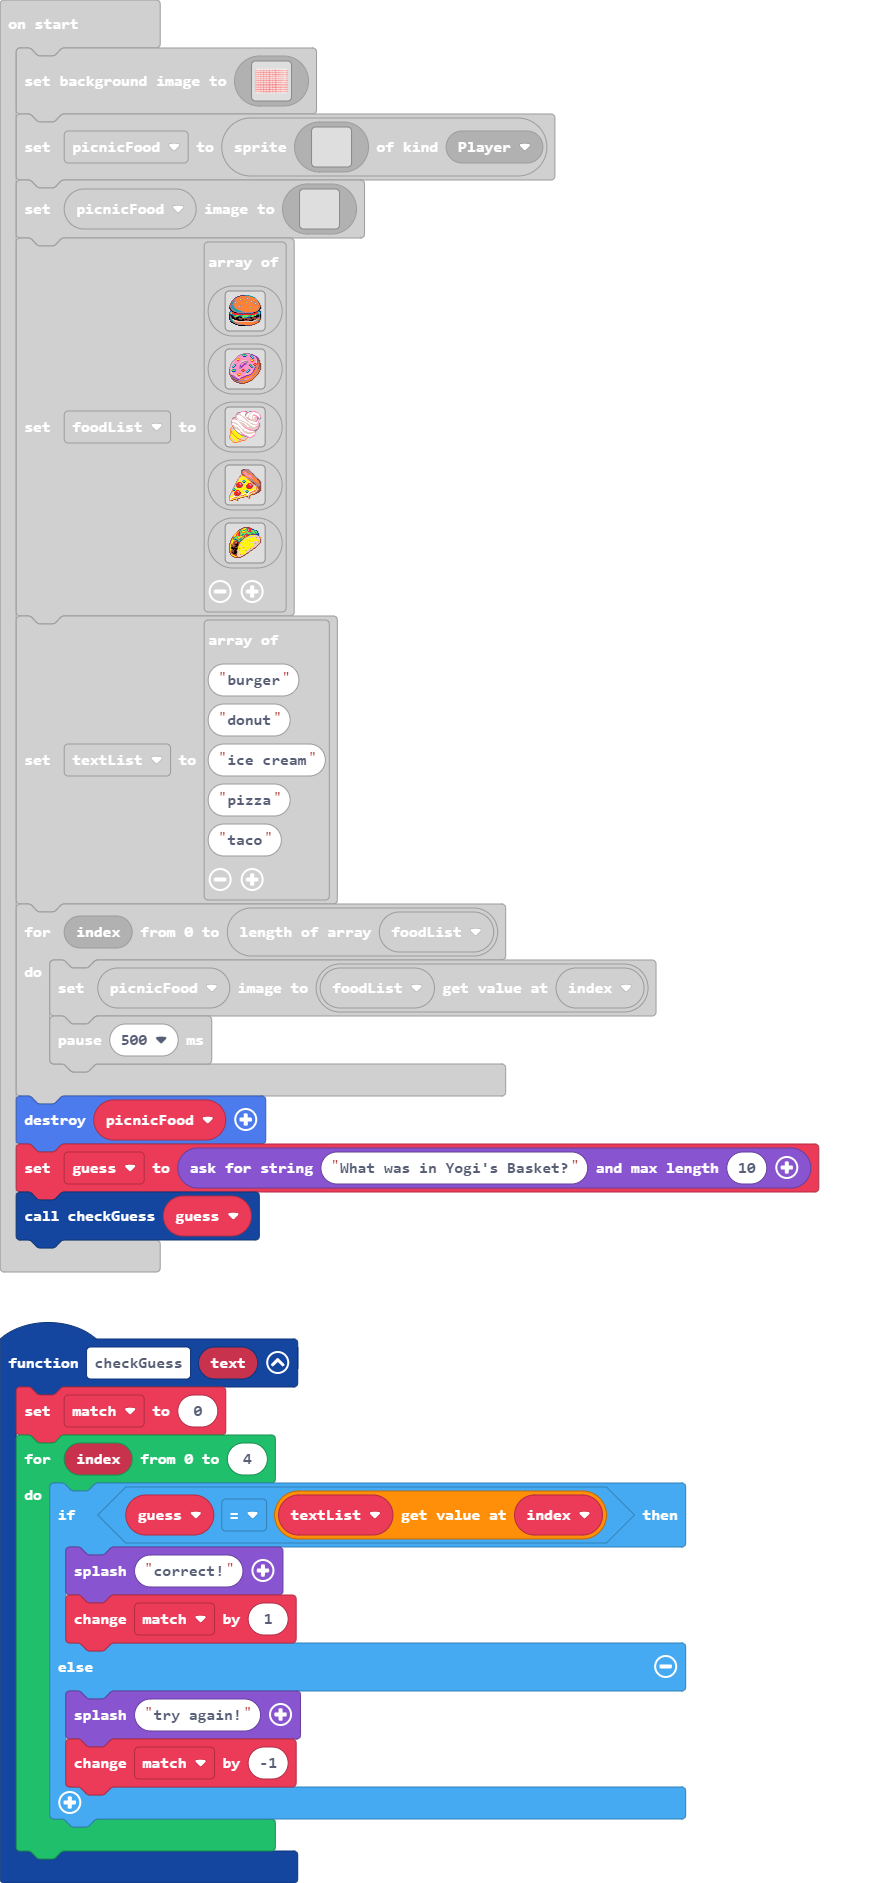 on start
set background image to
set picnicFood to sprite of kind Player
set picnicFood image to
array of
set foodList to
array of
"burger"
"donut"
set textList to "ice cream"
"pizza"
"taco"
for index from 0 to length of array foodList
do
set picnicFood image to foodList get value at index
pause 500 ms
destroy picnicFood
set guess to ask for string "What was in Yogi's Basket?" and max length 10
call checkGuess guess
function checkGuess text
set match to 0
for index from 0 to 4
do
if guess = textList get value at index then
splash "correct!"
change match by 1
else
splash "try again!"
change match by -1